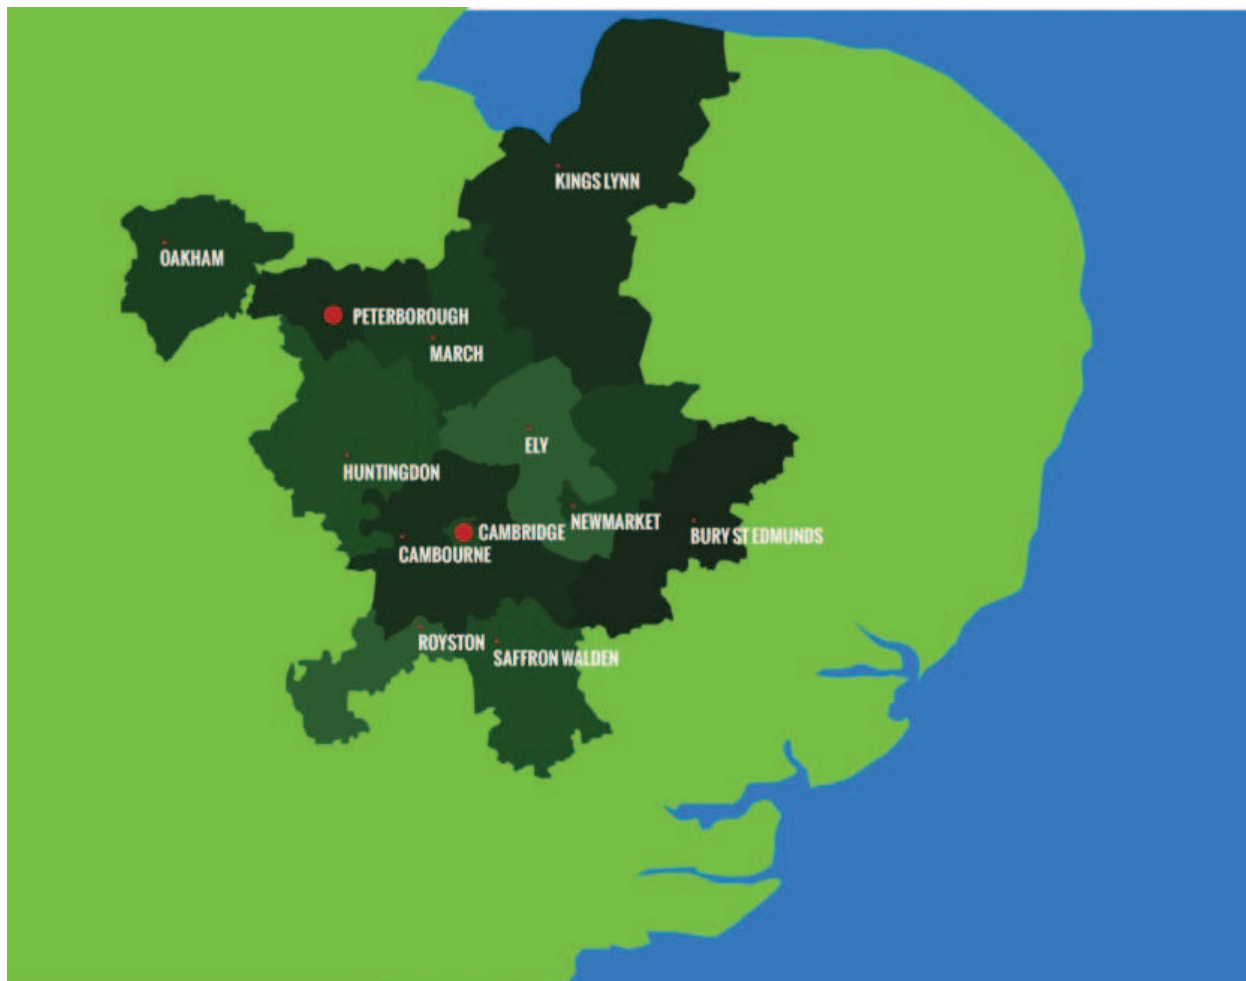 KINGS LYNN
OAKHAM
PETERBOROUGH
MARCH
ELY
HUNTINGDON
NEWMARKET
CAMBRIDGE
BURY ST EDMUNDS
CAMBOURNE
ROYSTON
SAFFRON WALDEN